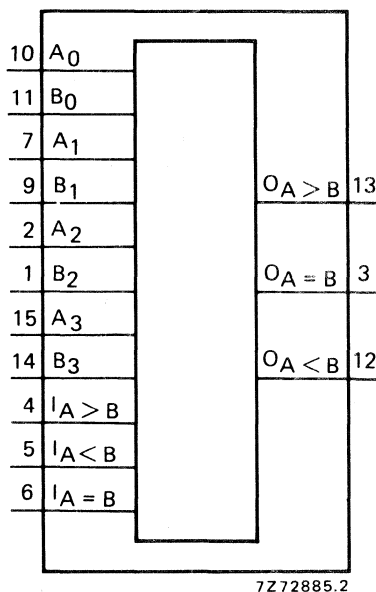 10 A0
11 B0
7 A1
9 B1
OA > B 13
2 A2
1 B2
OA = B 3
15 A3
14 B3
OA < B 12
4 IA > B
5 IA < B
6 IA = B
7Z72885.2